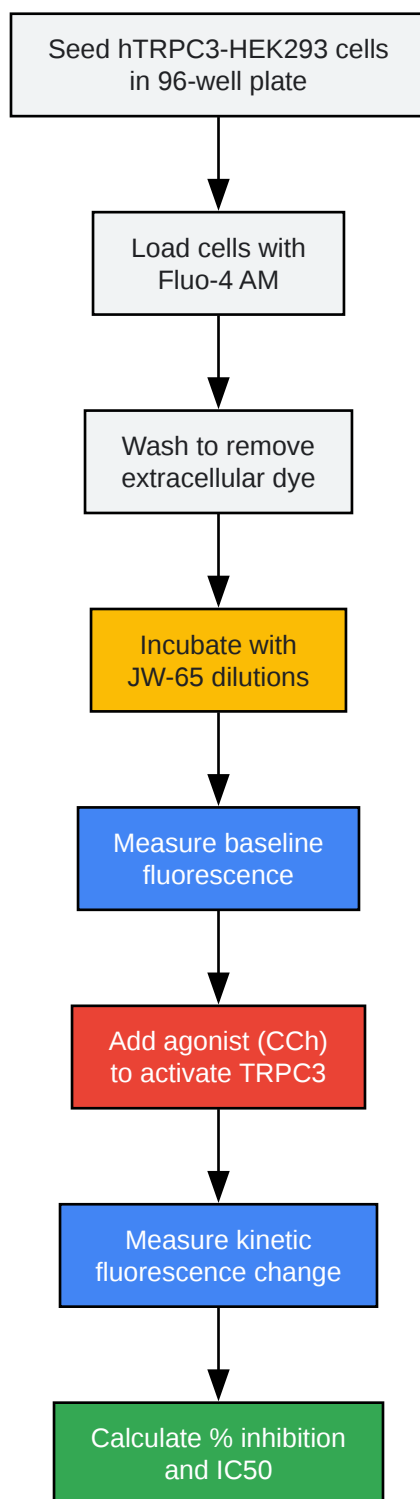 Seed hTRPC3-HEK293 cells
in 96-well plate
Load cells with
Fluo-4 AM
Wash to remove
extracellular dye
Incubate with
JW-65 dilutions
Measure baseline
fluorescence
Add agonist (CCh)
to activate TRPC3
Measure kinetic
fluorescence change
Calculate % inhibition
and IC50